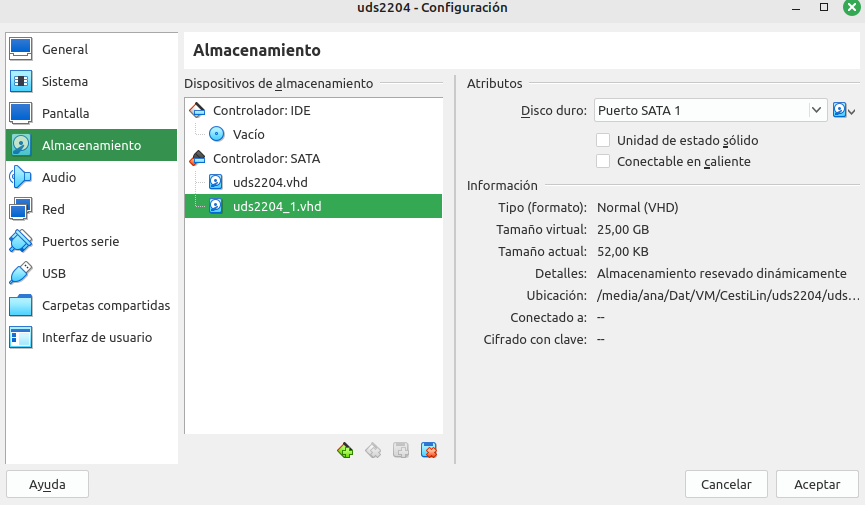 uds2204 - Configuración
General
Sistema
Pantalla
Almacenamiento
Audio
Red
Puertos serie
USB
Carpetas compartidas
Interfaz de usuario
Almacenamiento
Dispositivos de almacenamiento
Controlador: IDE
Vacío
Controlador: SATA
uds2204.vhd
uds2204_1.vhd
Atributos
Disco duro: Puerto SATA 1
Unidad de estado sólido
Conectable en caliente
Información
Tipo (formato): Normal (VHD)
Tamaño virtual: 25,00 GB
Tamaño actual: 52,00 KB
Detalles: Almacenamiento resevado dinámicamente
Ubicación: /media/ana/Dat/VM/CestiLin/uds2204/uds...
Conectado a: --
Cifrado con clave: --
Ayuda
Cancelar
Aceptar